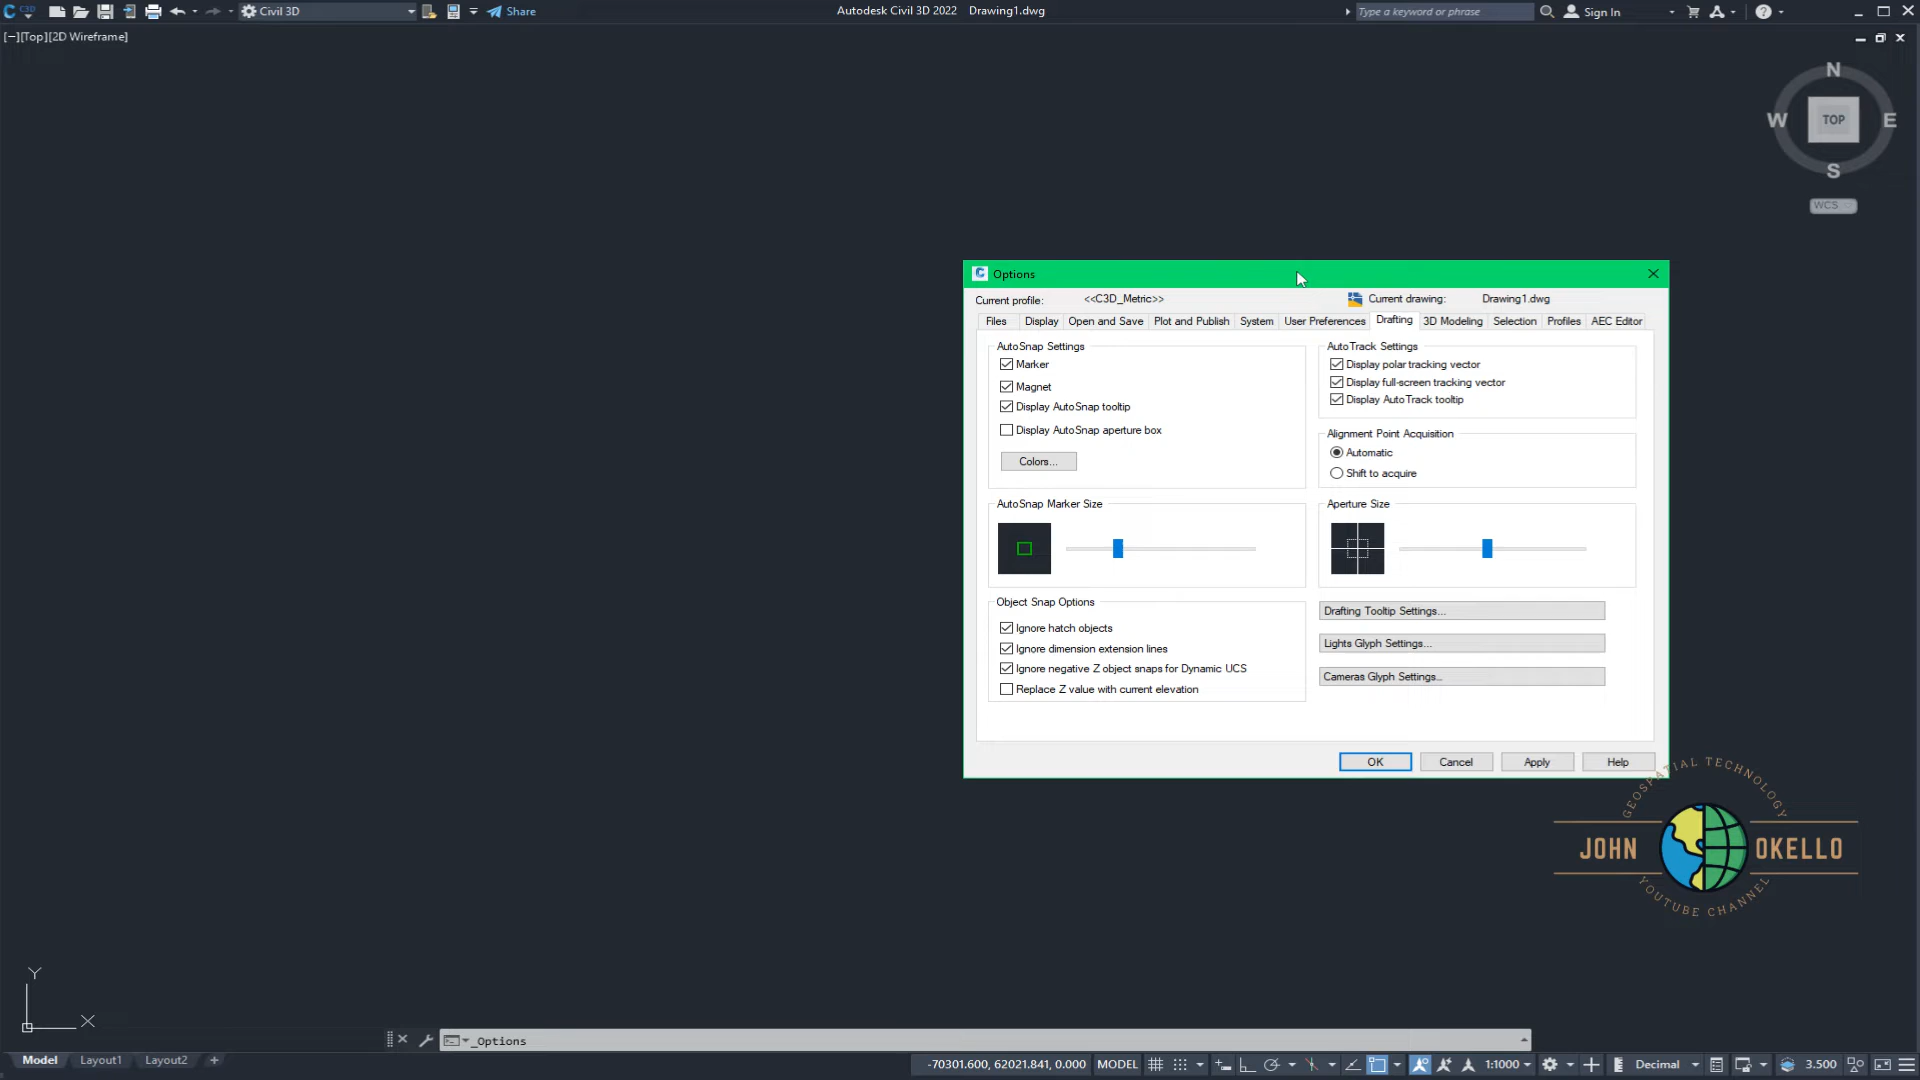 Civil 3D
Share
Autodesk Civil 3D 2022 Drawing1.dwg
Type a keyword or phrase
Sign In
[−][Top][2D Wireframe]
N
W TOP E
S
WCS
Options
Current profile: <<C3D_Metric>> Current drawing: Drawing1.dwg
Files Display Open and Save Plot and Publish System User Preferences Drafting 3D Modeling Selection Profiles AEC Editor
AutoSnap Settings
Marker
Magnet
Display AutoSnap tooltip
Display AutoSnap aperture box
Colors...
AutoTrack Settings
Display polar tracking vector
Display full-screen tracking vector
Display AutoTrack tooltip
Alignment Point Acquisition
Automatic
Shift to acquire
AutoSnap Marker Size
Aperture Size
Object Snap Options
Ignore hatch objects
Ignore dimension extension lines
Ignore negative Z object snaps for Dynamic UCS
Replace Z value with current elevation
Drafting Tooltip Settings...
Lights Glyph Settings...
Cameras Glyph Settings...
OK Cancel Apply Help
GEOSPATIAL TECHNOLOGY
JOHN OKELLO
YOUTUBE CHANNEL
Y
X
_Options
Model Layout1 Layout2 +
-70301.600, 62021.841, 0.000 MODEL 1:1000 Decimal 3.500